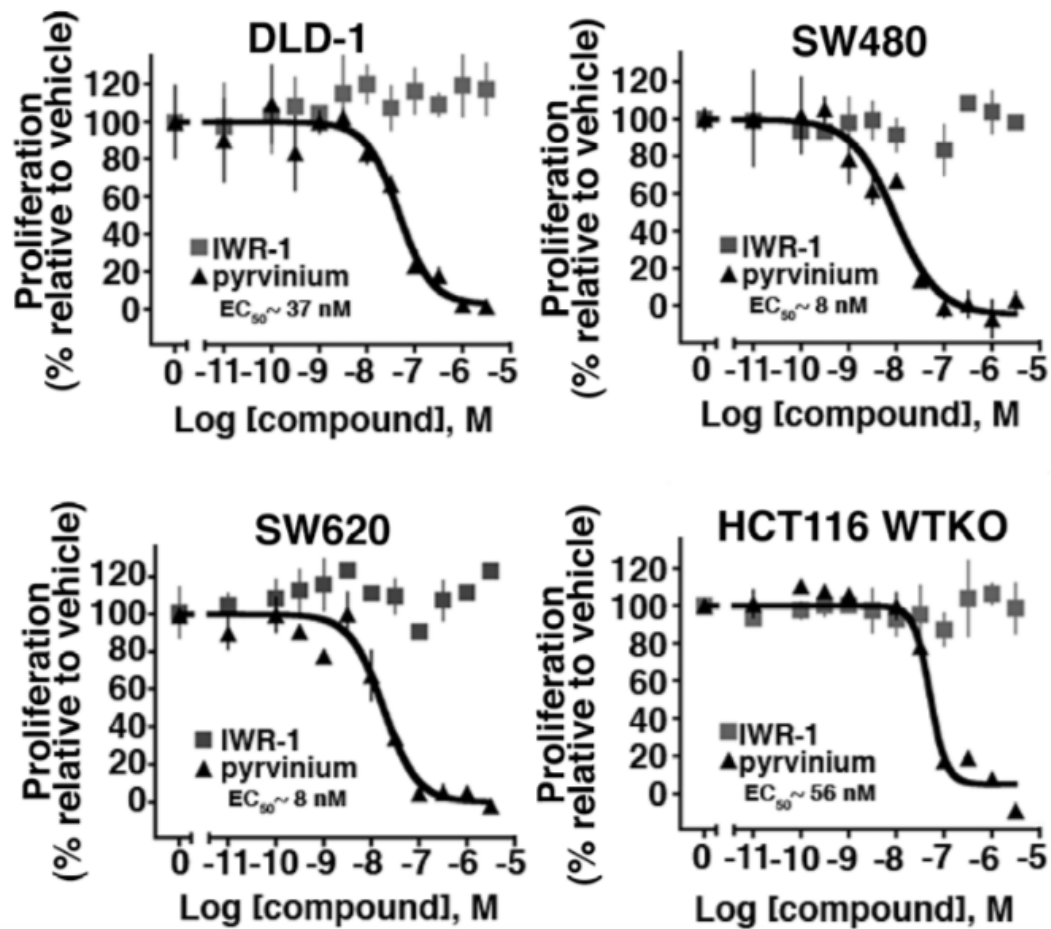 DLD-1
Proliferation
(% relative to vehicle)
120
100
80
60
40
20
0
IWR-1
pyrvinium
EC50~ 37 nM
0 -11 -10 -9 -8 -7 -6 -5
Log [compound], M
SW480
Proliferation
(% relative to vehicle)
120
100
80
60
40
20
0
IWR-1
pyrvinium
EC50~ 8 nM
0 -11 -10 -9 -8 -7 -6 -5
Log [compound], M
SW620
Proliferation
(% relative to vehicle)
120
100
80
60
40
20
0
IWR-1
pyrvinium
EC50~ 8 nM
0 -11 -10 -9 -8 -7 -6 -5
Log [compound], M
HCT116 WTKO
Proliferation
(% relative to vehicle)
120
100
80
60
40
20
0
IWR-1
pyrvinium
EC50~ 56 nM
0 -11 -10 -9 -8 -7 -6 -5
Log [compound], M